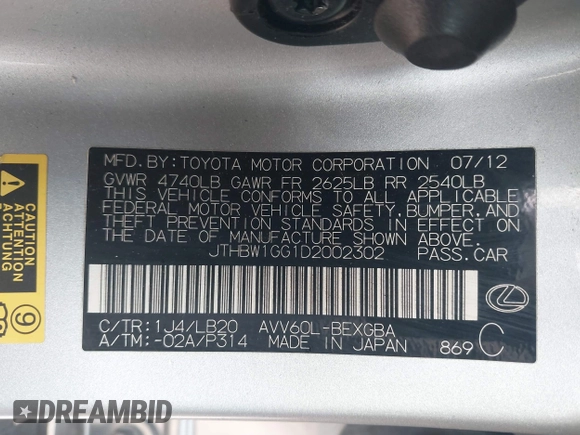 MFD. BY: TOYOTA MOTOR CORPORATION 07/12
GVWR 4740LB GAWR FR 2625LB RR 2540LB
THIS VEHICLE CONFORMS TO ALL APPLICABLE
FEDERAL MOTOR VEHICLE SAFETY, BUMPER, AND
THEFT PREVENTION STANDARDS IN EFFECT ON
THE DATE OF MANUFACTURE SHOWN ABOVE.
JTHBW1GG1D2002302 PASS. CAR
C/TR: 1J4/LB20 AVV60L-BEXGBA
A/TM: -02A/P314 MADE IN JAPAN 869 C
CAUTION
ACHTUNG
9
DREAMBID